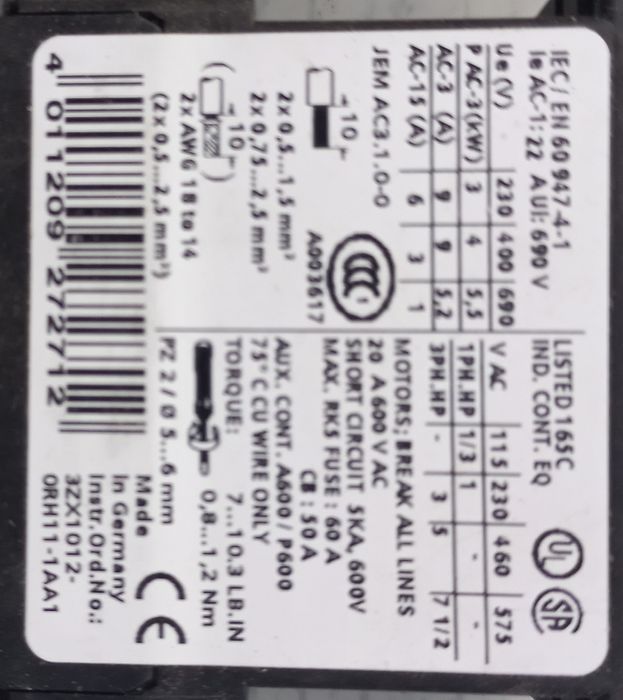 IEC / EN 60 947-4-1
Ie AC-1: 22 A UI: 690 V
Ue (V) 230 400 690
P AC-3 (kW) 3 4 5,5
AC-3 (A) 9 9 5,2
AC-15 (A) 6 3 1
JEM AC3.1.0-0
CCC
A003617
10
2x 0,5...1,5 mm²
2x 0,75...2,5 mm²
( 10 )
2x AWG 18 to 14
(2x 0,5...2,5 mm²)
4 011209 272712
LISTED 165C
IND. CONT. EQ
UL SA
V AC 115 230 460 575
1PH.HP 1/3 1 - -
3PH.HP - 3 5 7 1/2
MOTORS; BREAK ALL LINES
20 A 600 V AC
SHORT CIRCUIT 5KA, 600V
MAX. RK5 FUSE : 60 A
CB : 50 A
AUX. CONT. A600 / P600
75° C CU WIRE ONLY
TORQUE: 7...10.3 LB.IN
0,8...1,2 Nm
PZ 2 / Ø 5...6 mm
CE
Made
in Germany
Instr.Ord.No.:
3ZX1012-
0RH11-1AA1